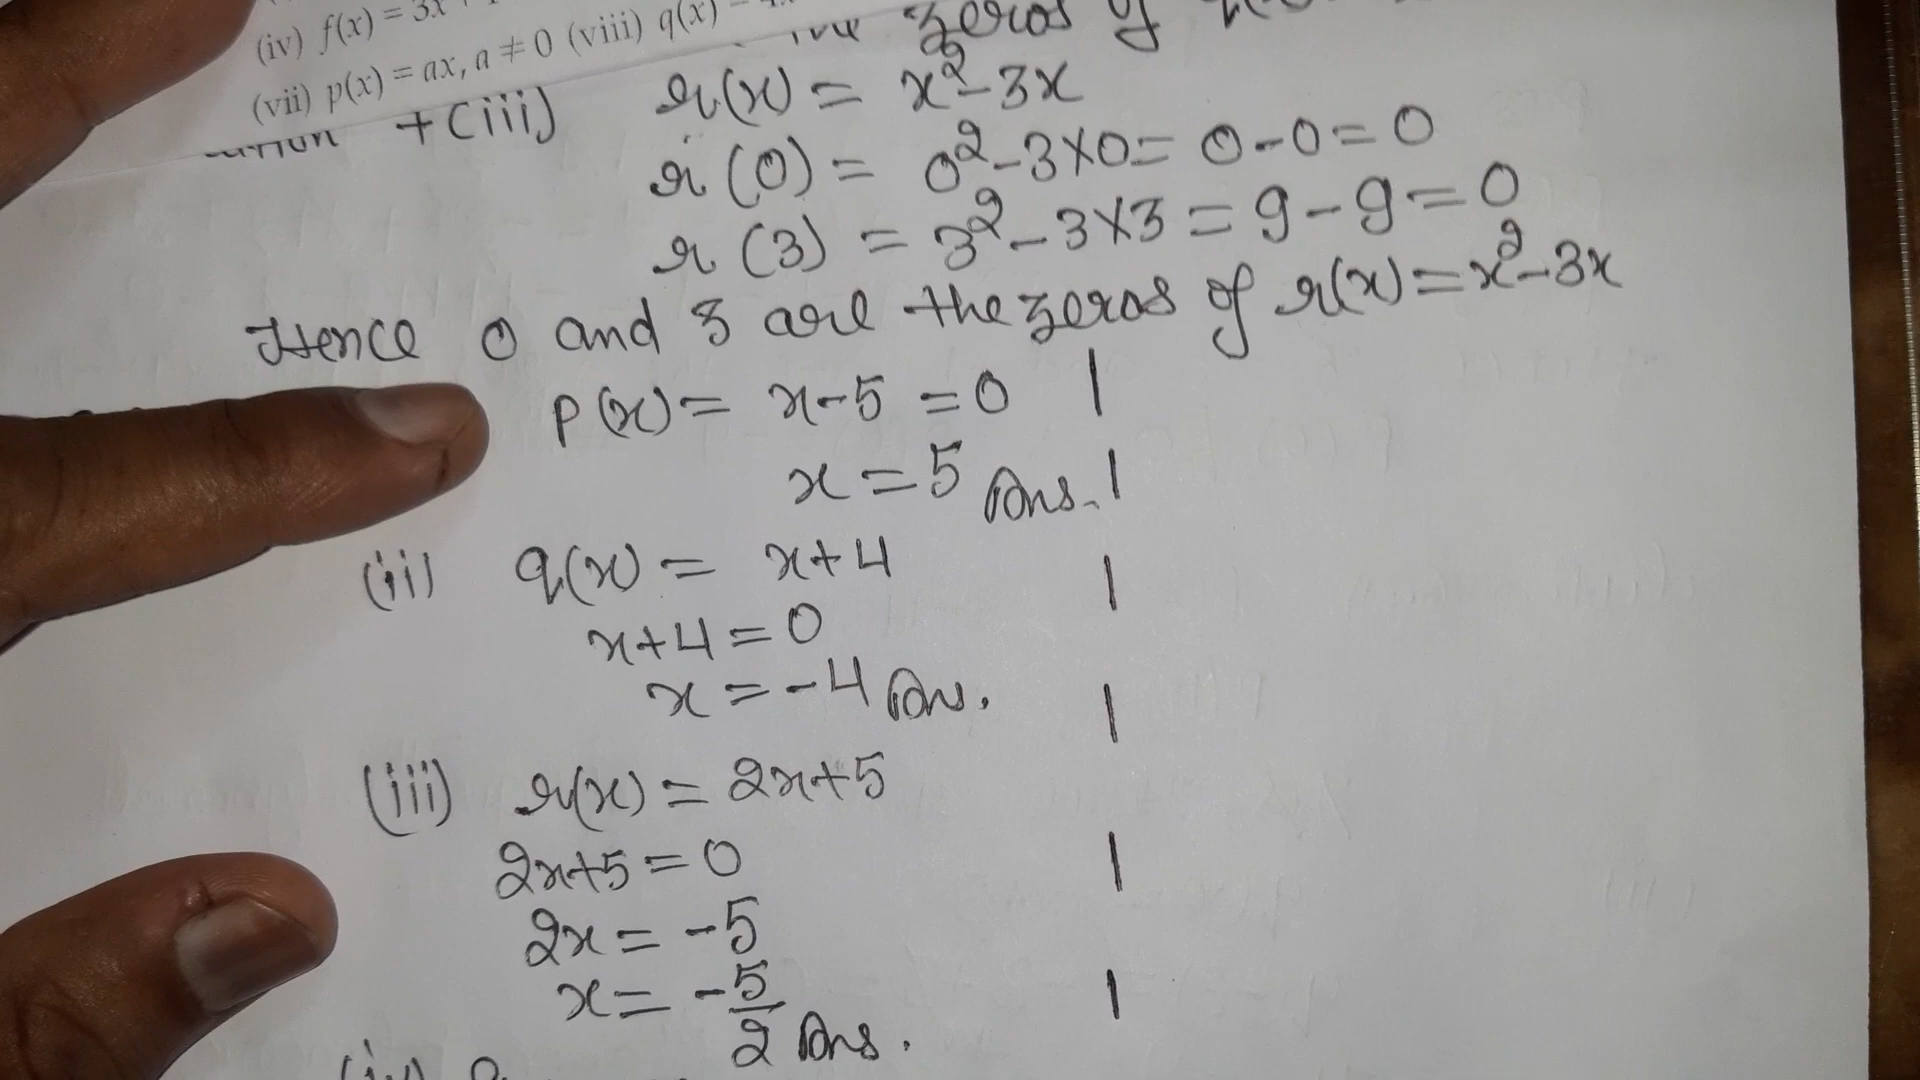 (iv) f(x) = 3x
(vii) p(x) = ax, a ≠ 0 (viii) q(x)
zeros of
+(iii) r(x) = x²-3x
r(0) = 0²-3×0= 0-0=0
r(3) = 3²-3×3=9-9=0
Hence 0 and 3 are the zeros of r(x)=x²-3x
p(x)= x-5 =0
x=5 Ans.
(ii) q(x)= x+4
x+4=0
x=-4 Ans.
(iii) r(x)=2x+5
2x+5=0
2x=-5
x=-5/2 Ans.
(iv)